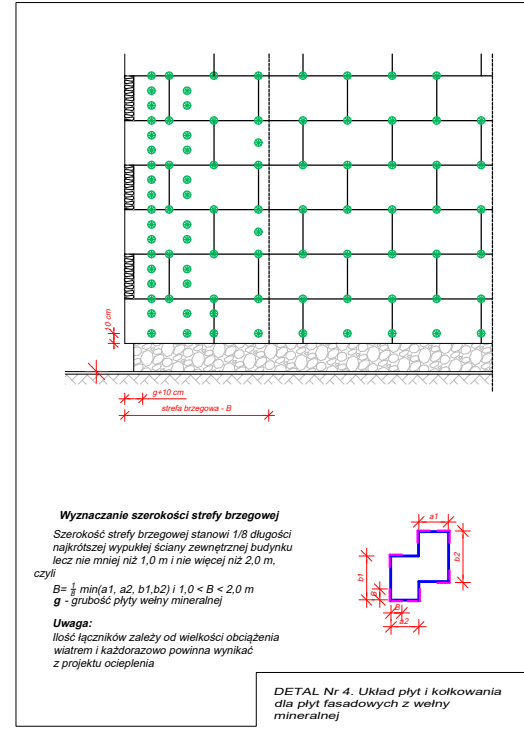 10 cm
g+10 cm
strefa brzegowa - B
Wyznaczanie szerokości strefy brzegowej
Szerokość strefy brzegowej stanowi 1/8 długości
najkrótszej wypukłej ściany zewnętrznej budynku
lecz nie mniej niż 1,0 m i nie więcej niż 2,0 m,
czyli
B= 1/8 min(a1, a2, b1,b2) i 1,0 < B < 2,0 m
g - grubość płyty wełny mineralnej
Uwaga:
Ilość łączników zależy od wielkości obciążenia
wiatrem i każdorazowo powinna wynikać
z projektu ocieplenia
a1
b2
b1
B
B
a2
DETAL Nr 4. Układ płyt i kołkowania
dla płyt fasadowych z wełny
mineralnej